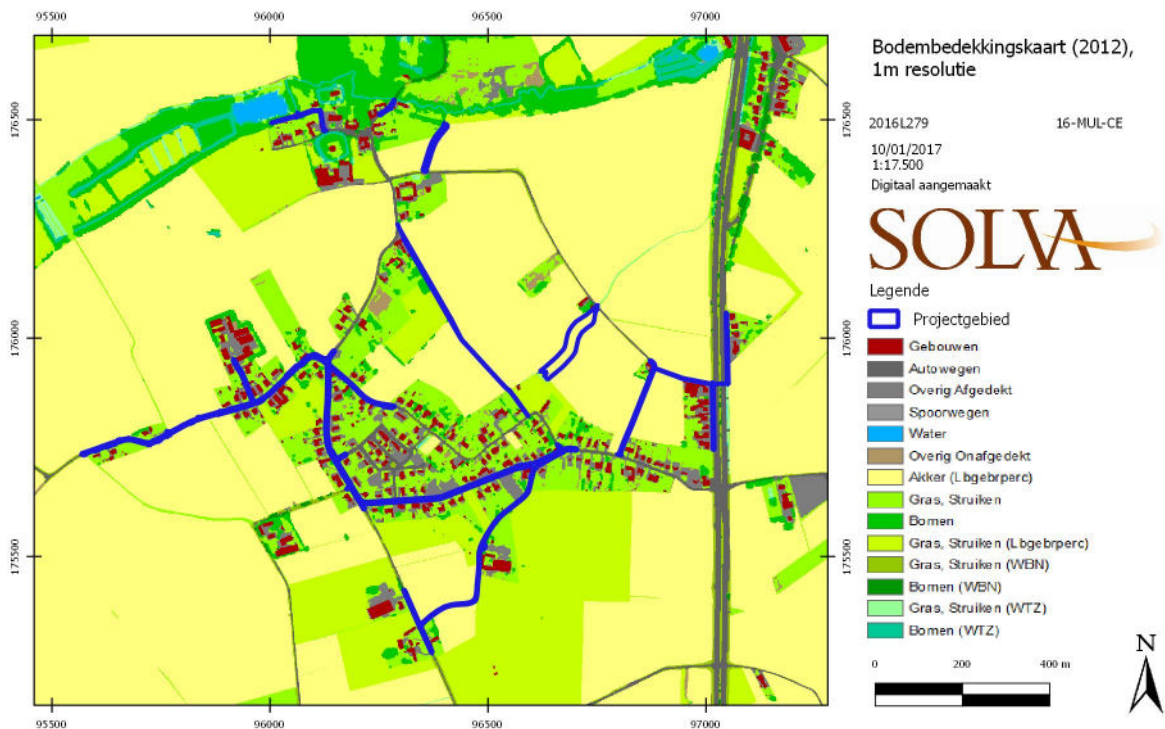 95500 96000 96500 97000
176500 176500
176000 176000
175500 175500
95500 96000 96500 97000
Bodembedekkingskaart (2012),
1m resolutie
2016L279 16-MUL-CE
10/01/2017
1:17.500
Digitaal aangemaakt
SOLVA
Legende
Projectgebied
Gebouwen
Autowegen
Overig Afgedekt
Spoorwegen
Water
Overig Onafgedekt
Akker (Lbgebrperc)
Gras, Struiken
Bomen
Gras, Struiken (Lbgebrperc)
Gras, Struiken (WBN)
Bomen (WBN)
Gras, Struiken (WTZ)
Bomen (WTZ)
0 200 400 m
N